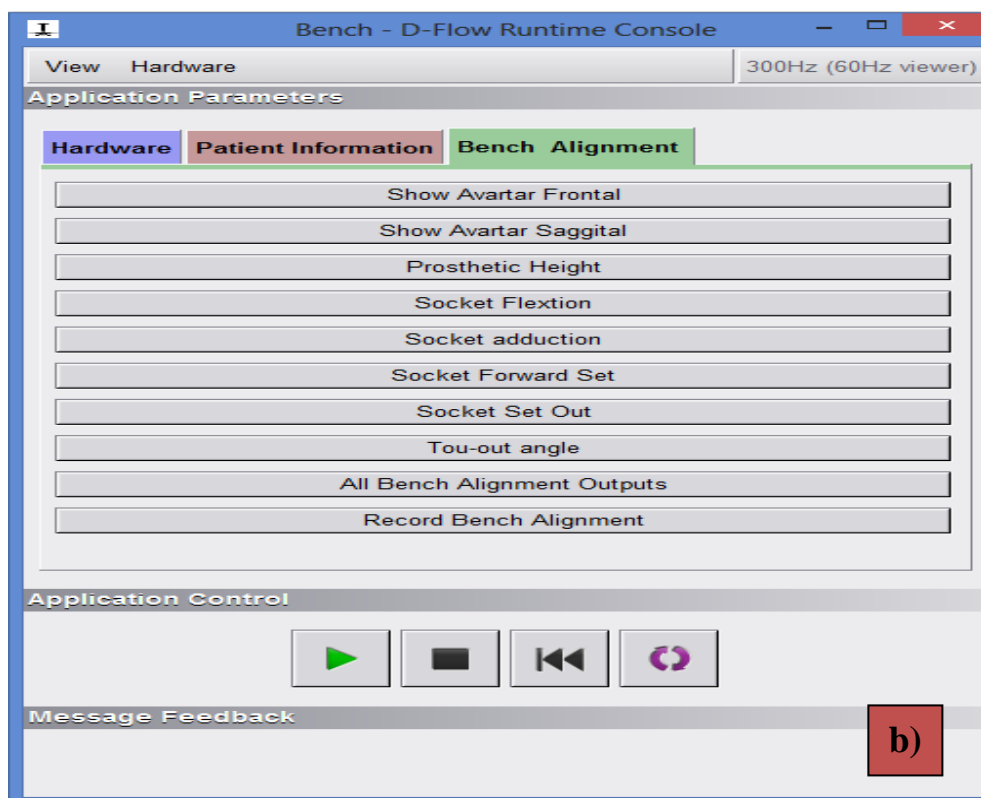 Bench - D-Flow Runtime Console
View Hardware 300Hz (60Hz viewer)
Application Parameters
Hardware Patient Information Bench Alignment
Show Avartar Frontal
Show Avartar Saggital
Prosthetic Height
Socket Flextion
Socket adduction
Socket Forward Set
Socket Set Out
Tou-out angle
All Bench Alignment Outputs
Record Bench Alignment
Application Control
Message Feedback
b)